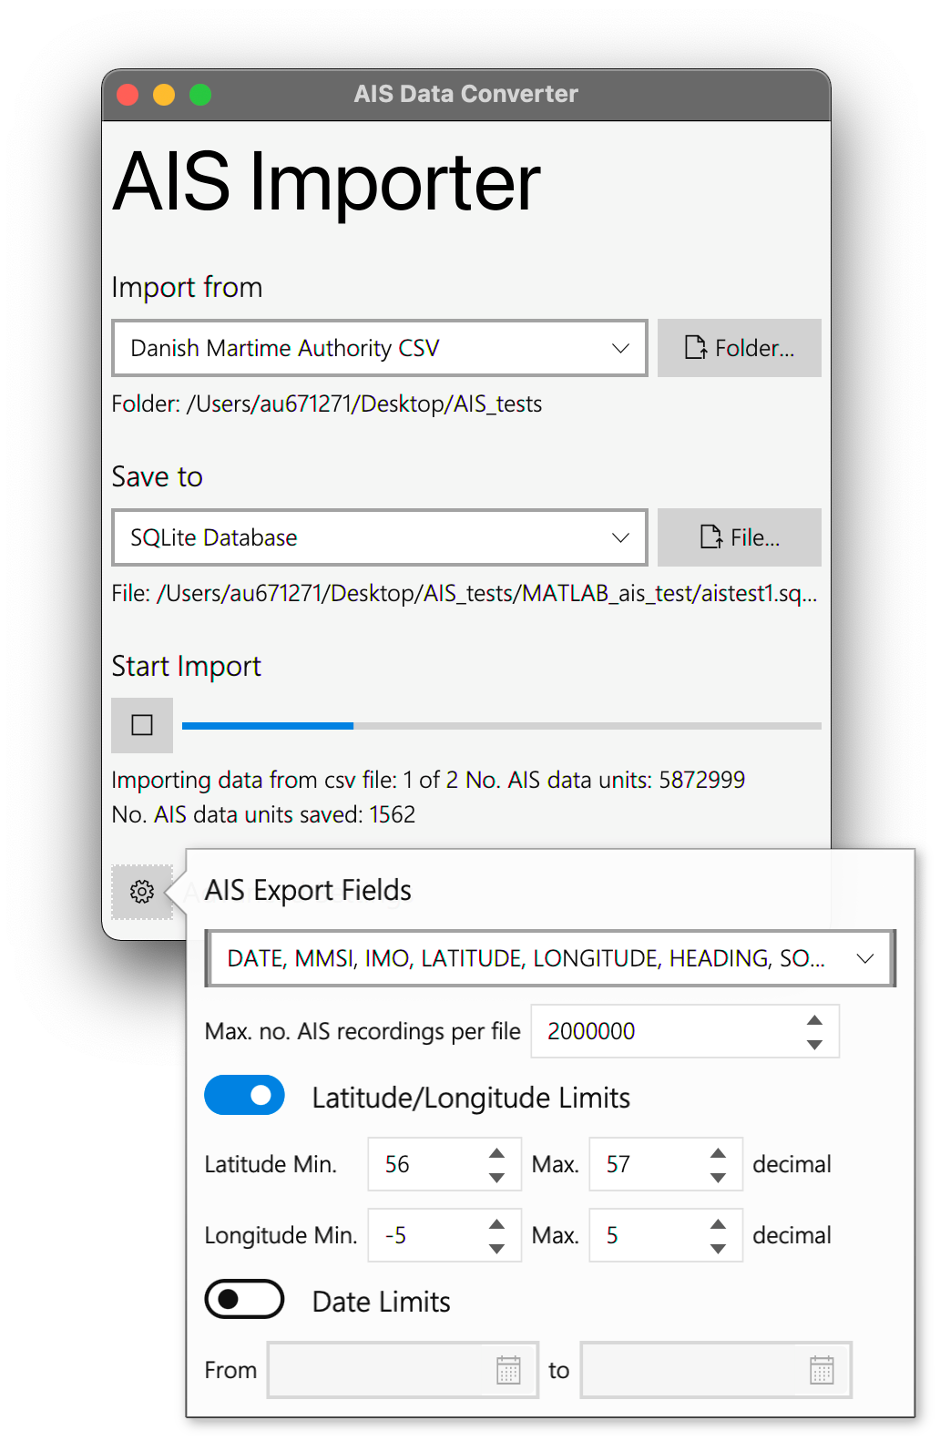 AIS Data Converter
AIS Importer
Import from
Danish Martime Authority CSV
Folder...
Folder: /Users/au671271/Desktop/AIS_tests
Save to
SQLite Database
File...
File: /Users/au671271/Desktop/AIS_tests/MATLAB_ais_test/aistest1.sq...
Start Import
Importing data from csv file: 1 of 2 No. AIS data units: 5872999
No. AIS data units saved: 1562
AIS Export Fields
DATE, MMSI, IMO, LATITUDE, LONGITUDE, HEADING, SO...
Max. no. AIS recordings per file 2000000
Latitude/Longitude Limits
Latitude Min. 56 Max. 57 decimal
Longitude Min. -5 Max. 5 decimal
Date Limits
From to